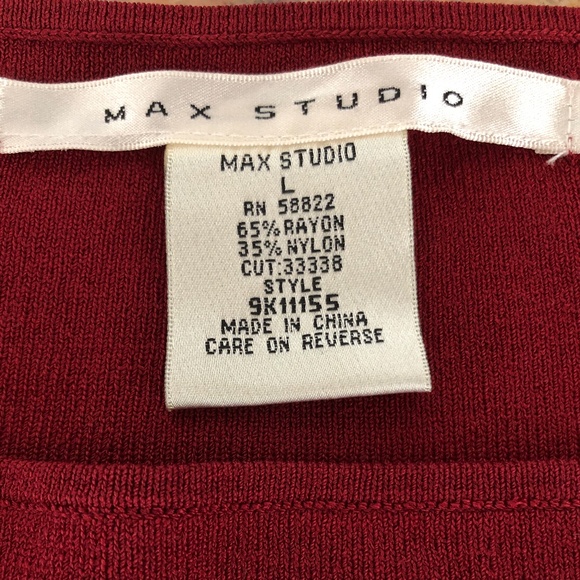 MAX STUDIO
MAX STUDIO
L
RN 58822
65% RAYON
35% NYLON
CUT:33338
STYLE
9K11155
MADE IN CHINA
CARE ON REVERSE